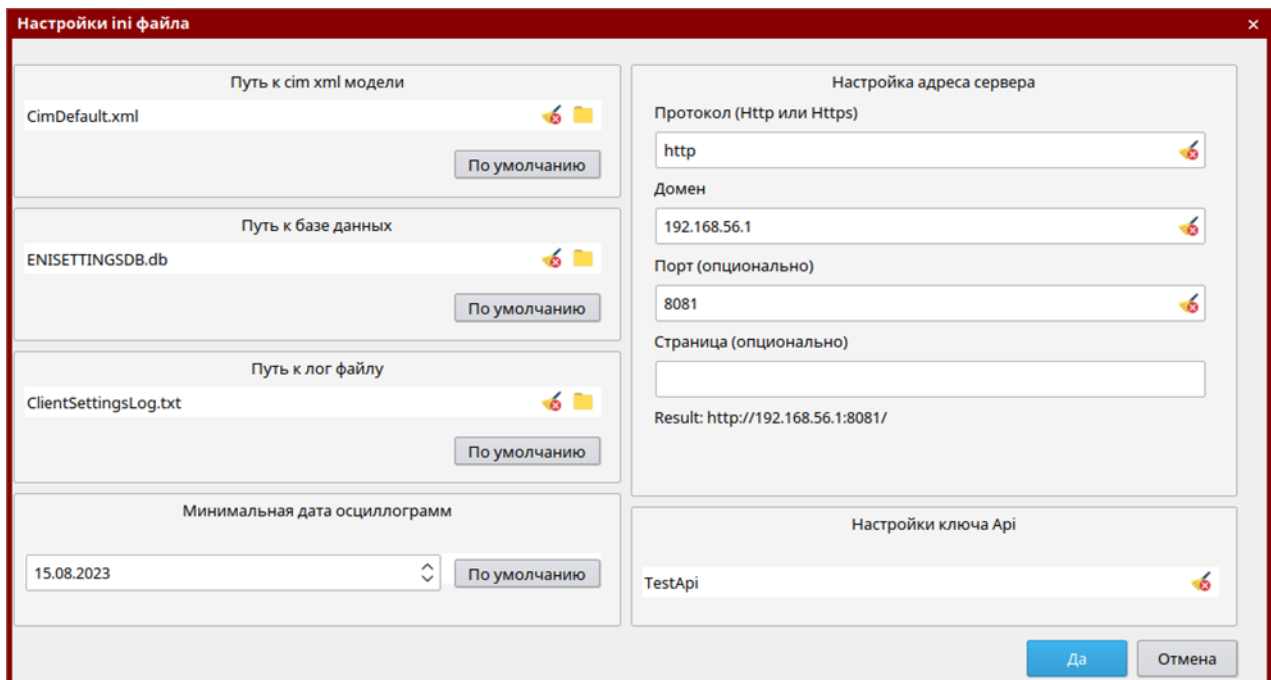 Настройки ini файла
Путь к cim xml модели
CimDefault.xml
По умолчанию
Путь к базе данных
ENISETTINGSDB.db
По умолчанию
Путь к лог файлу
ClientSettingsLog.txt
По умолчанию
Минимальная дата осциллограмм
15.08.2023
По умолчанию
Настройка адреса сервера
Протокол (Http или Https)
http
Домен
192.168.56.1
Порт (опционально)
8081
Страница (опционально)
Result: http://192.168.56.1:8081/
Настройки ключа Api
TestApi
Да
Отмена